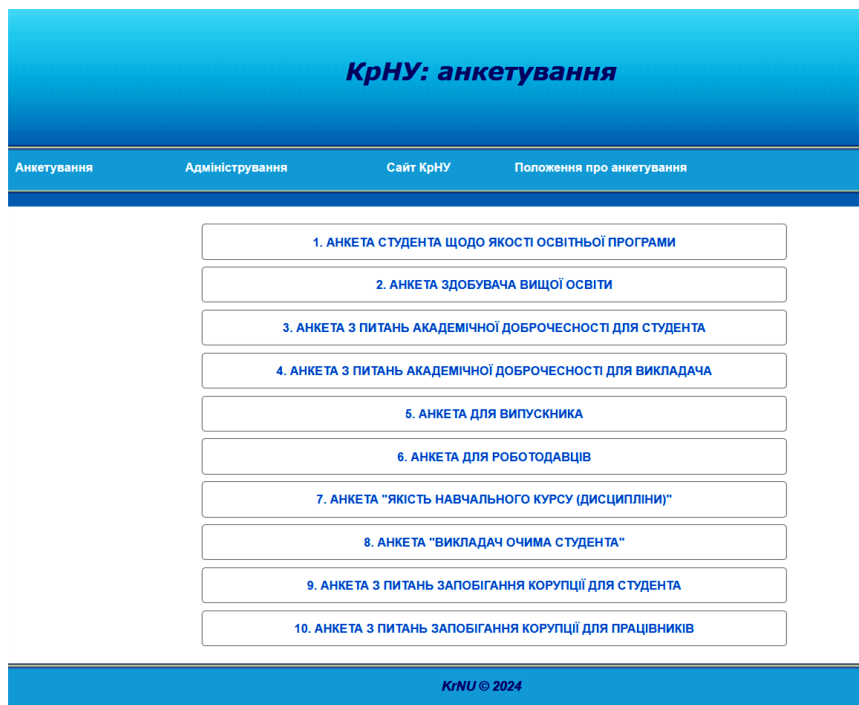 КрНУ: анкетування
Анкетування Адміністрування Сайт КрНУ Положення про анкетування
1. АНКЕТА СТУДЕНТА ЩОДО ЯКОСТІ ОСВІТНЬОЇ ПРОГРАМИ
2. АНКЕТА ЗДОБУВАЧА ВИЩОЇ ОСВІТИ
3. АНКЕТА З ПИТАНЬ АКАДЕМІЧНОЇ ДОБРОЧЕСНОСТІ ДЛЯ СТУДЕНТА
4. АНКЕТА З ПИТАНЬ АКАДЕМІЧНОЇ ДОБРОЧЕСНОСТІ ДЛЯ ВИКЛАДАЧА
5. АНКЕТА ДЛЯ ВИПУСКНИКА
6. АНКЕТА ДЛЯ РОБОТОДАВЦІВ
7. АНКЕТА "ЯКІСТЬ НАВЧАЛЬНОГО КУРСУ (ДИСЦИПЛІНИ)"
8. АНКЕТА "ВИКЛАДАЧ ОЧИМА СТУДЕНТА"
9. АНКЕТА З ПИТАНЬ ЗАПОБІГАННЯ КОРУПЦІЇ ДЛЯ СТУДЕНТА
10. АНКЕТА З ПИТАНЬ ЗАПОБІГАННЯ КОРУПЦІЇ ДЛЯ ПРАЦІВНИКІВ
KrNU © 2024